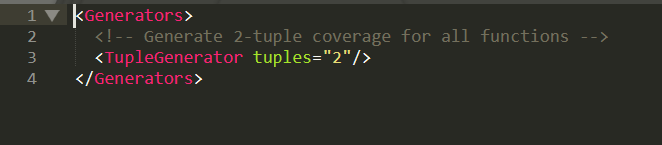 1 <Generators>
2 <!-- Generate 2-tuple coverage for all functions -->
3 <TupleGenerator tuples="2"/>
4 </Generators>